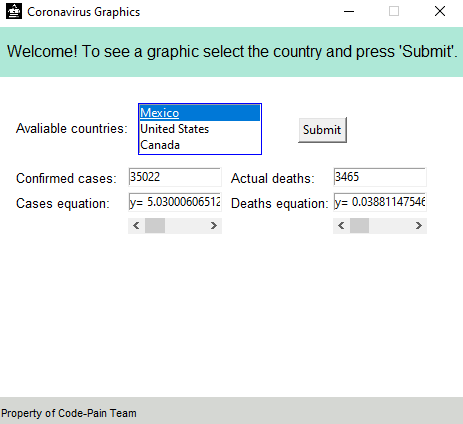 Coronavirus Graphics
Welcome! To see a graphic select the country and press 'Submit'.
Avaliable countries:
Mexico
United States
Canada
Submit
Confirmed cases: 35022 Actual deaths: 3465
Cases equation: y= 5.03000606512 Deaths equation: y= 0.03881147546
Property of Code-Pain Team